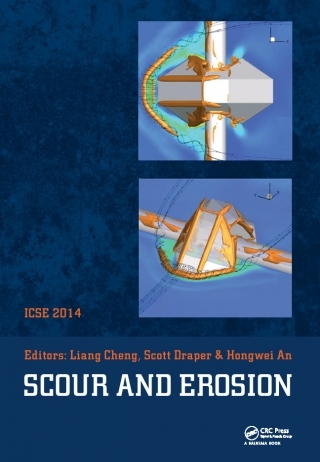 ICSE 2014
Editors: Liang Cheng, Scott Draper & Hongwei An
SCOUR AND EROSION
CRC Press
Taylor & Francis Group
A BALKEMA BOOK